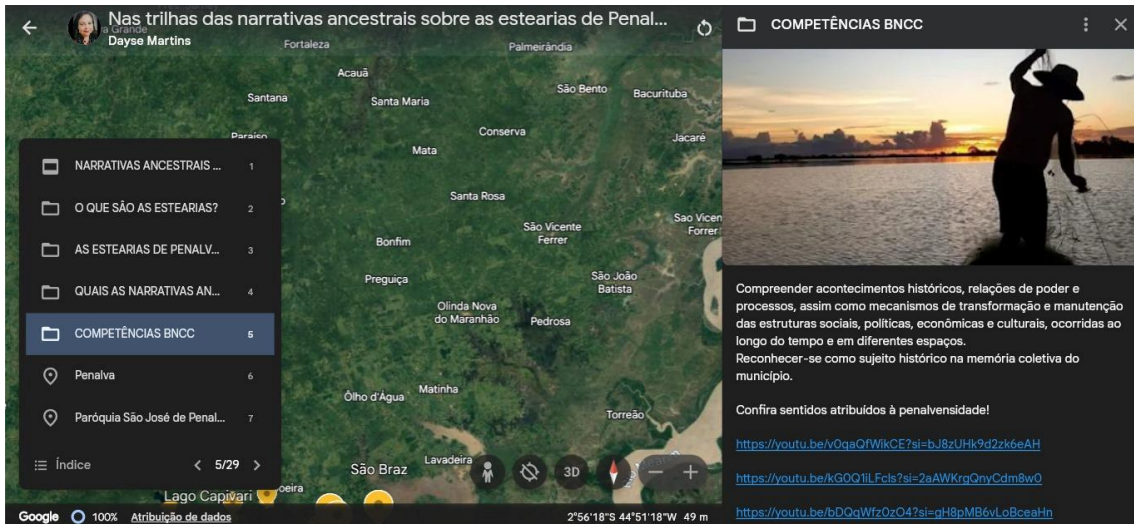 Nas trilhas das narrativas ancestrais sobre as estearias de Penal...
Dayse Martins
a Grande
Fortaleza
Palmeirândia
Acauã
Santana
Santa Maria
São Bento
Bacurituba
Paraíso
Conserva
Jacaré
Mata
Santa Rosa
São Vicente
Ferrer
Sao Vicen
Ferrer
Bonfim
Preguiça
São João
Batista
Olinda Nova
do Maranhão
Pedrosa
Olho d'Água
Matinha
Torreão
São Braz
Lavadeira
Lago Capivari
oeira
NARRATIVAS ANCESTRAIS ... 1
O QUE SÂO AS ESTEARIAS? 2
AS ESTEARIAS DE PENALV... 3
QUAIS AS NARRATIVAS AN... 4
COMPETÊNCIAS BNCC 5
Penalva 6
Paróquia São José de Penal... 7
Índice < 5/29 >
3D
Google 100% Atribuição de dados
2°56'18"S 44°51'18"W 49 m
COMPETÊNCIAS BNCC
Compreender acontecimentos históricos, relações de poder e
processos, assim como mecanismos de transformação e manutenção
das estruturas sociais, políticas, econômicas e culturais, ocorridas ao
longo do tempo e em diferentes espaços.
Reconhecer-se como sujeito histórico na memória coletiva do
município.
Confira sentidos atribuídos à penalvensidade!
https://youtu.be/v0qaQfWikCE?si=bJ8zUHk9d2zk6eAH
https://youtu.be/kG0Q1iLFcls?si=2aAWKrgQnyCdm8w0
https://youtu.be/bDQqWfz0zO4?si=gH8pMB6vLoBceaHn